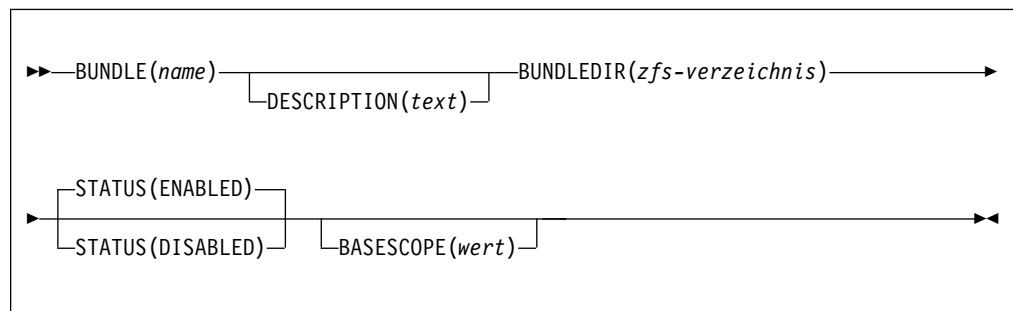 BUNDLE(name) BUNDLEDIR(zfs-verzeichnis)
DESCRIPTION(text)
STATUS(ENABLED)
STATUS(DISABLED) BASESCOPE(wert)